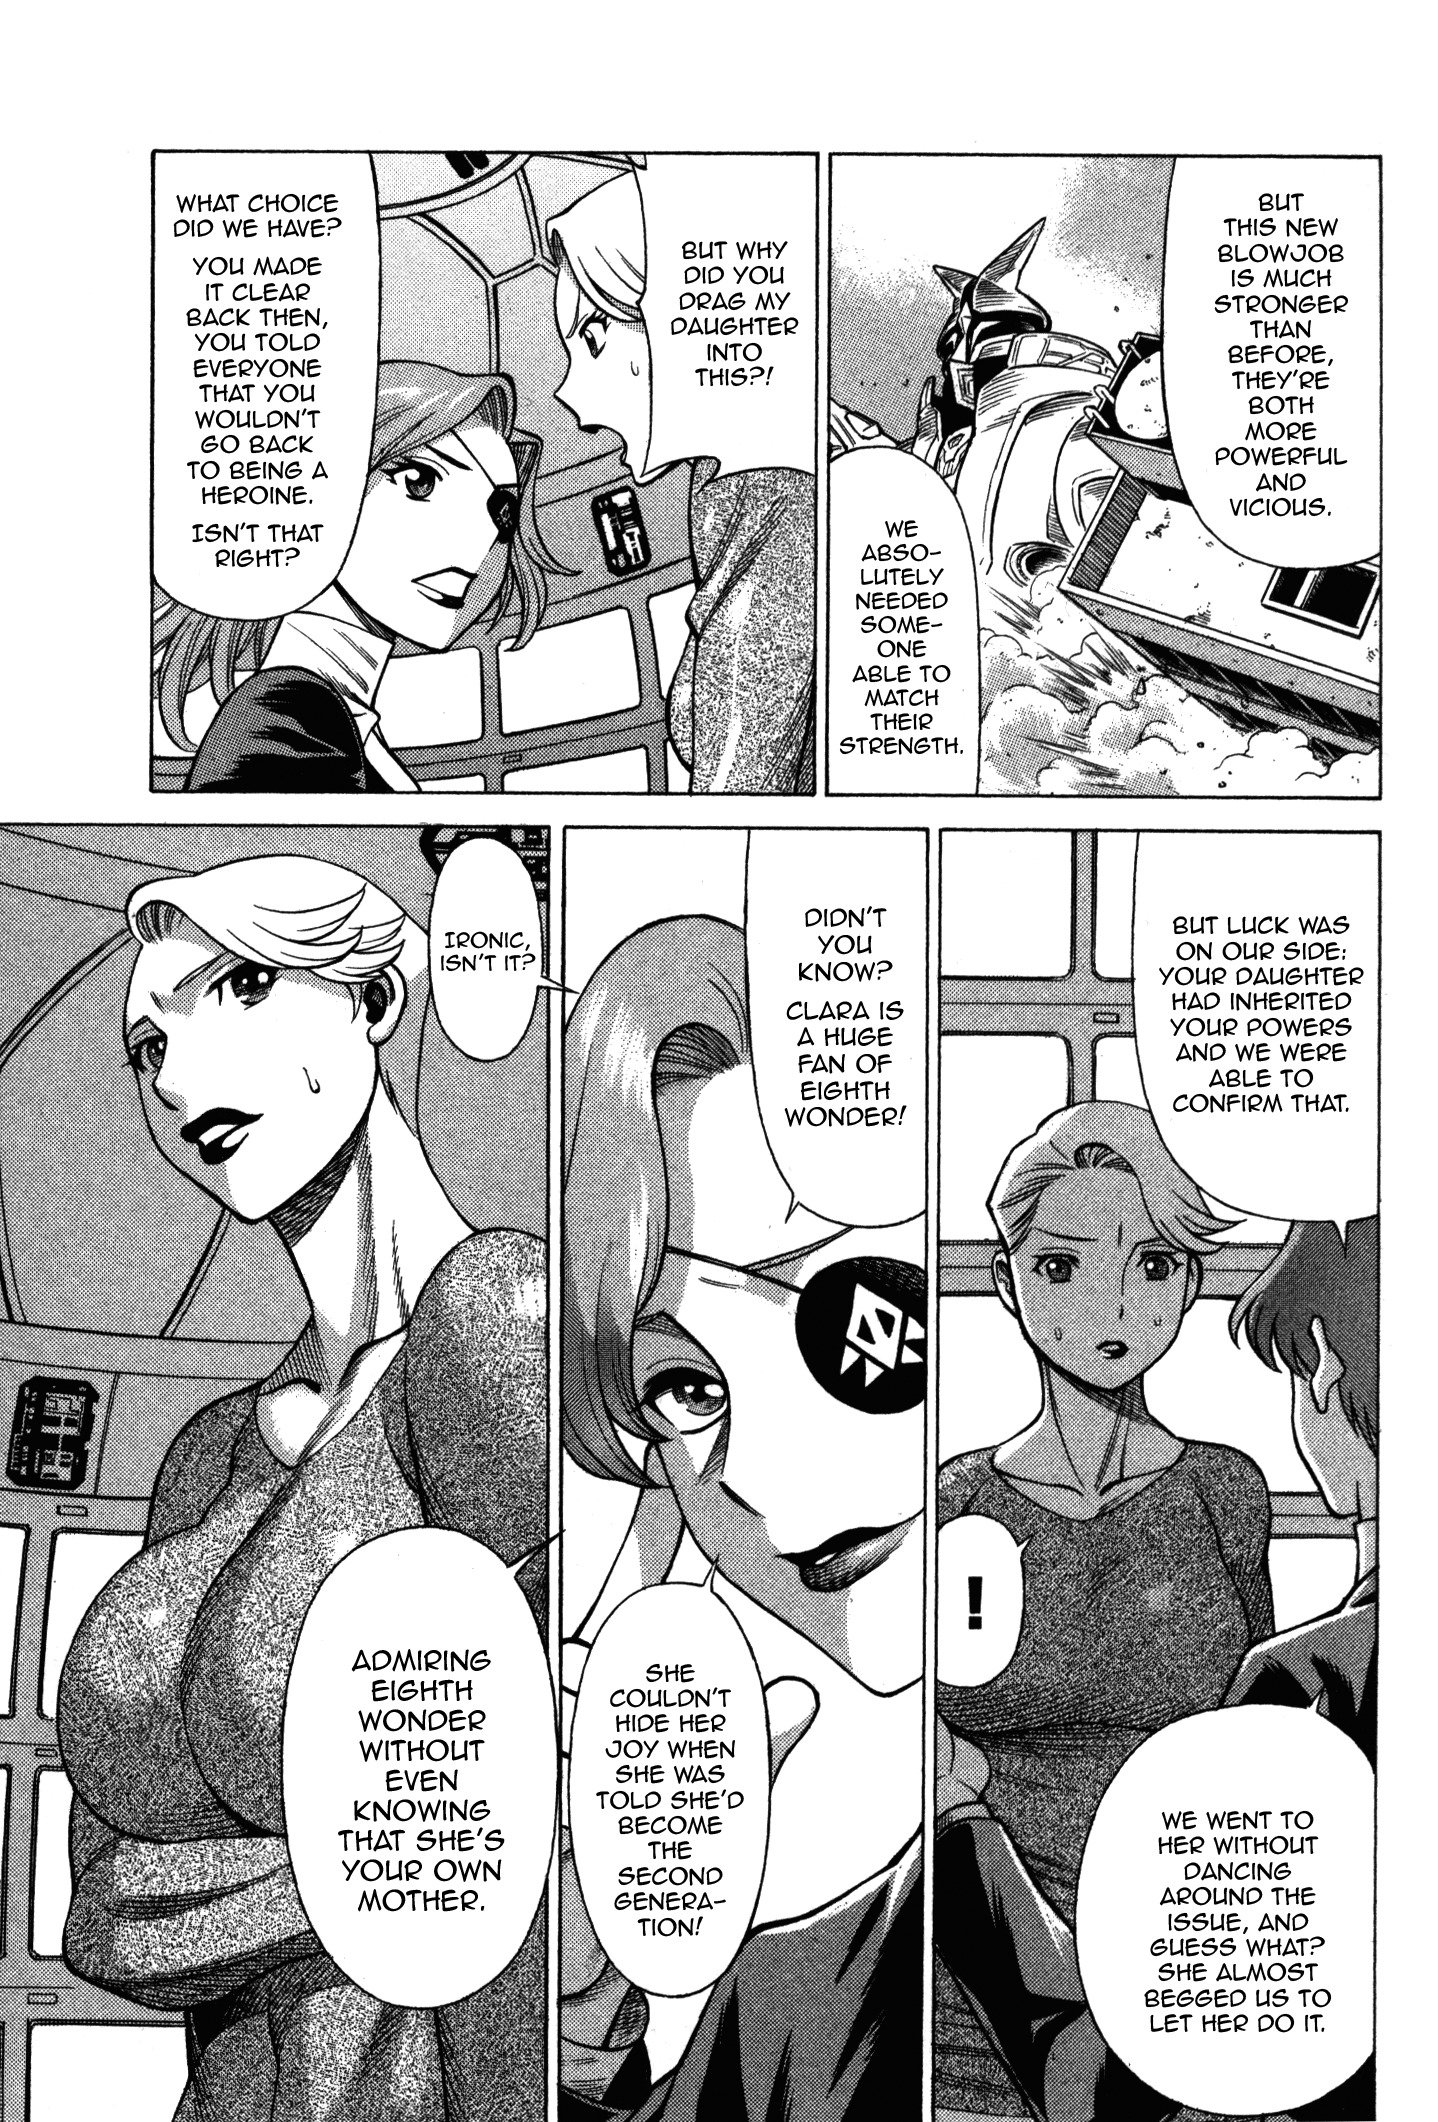 BUT
THIS NEW
BLOWJOB
IS MUCH
STRONGER
THAN
BEFORE,
THEY'RE
BOTH
MORE
POWERFUL
AND
VICIOUS.
WE
ABSO-
LUTELY
NEEDED
SOME-
ONE
ABLE TO
MATCH
THEIR
STRENGTH.
BUT WHY
DID YOU
DRAG MY
DAUGHTER
INTO
THIS?!
WHAT CHOICE
DID WE HAVE?
YOU MADE
IT CLEAR
BACK THEN,
YOU TOLD
EVERYONE
THAT YOU
WOULDN'T
GO BACK
TO BEING A
HEROINE.
ISN'T THAT
RIGHT?
BUT LUCK WAS
ON OUR SIDE:
YOUR DAUGHTER
HAD INHERITED
YOUR POWERS
AND WE WERE
ABLE TO
CONFIRM THAT.
!
WE WENT TO
HER WITHOUT
DANCING
AROUND THE
ISSUE, AND
GUESS WHAT?
SHE ALMOST
BEGGED US TO
LET HER DO IT.
DIDN'T
YOU
KNOW?
CLARA IS
A HUGE
FAN OF
EIGHTH
WONDER!
SHE
COULDN'T
HIDE HER
JOY WHEN
SHE WAS
TOLD SHE'D
BECOME
THE
SECOND
GENERA-
TION!
IRONIC,
ISN'T IT?
ADMIRING
EIGHTH
WONDER
WITHOUT
EVEN
KNOWING
THAT SHE'S
YOUR OWN
MOTHER.